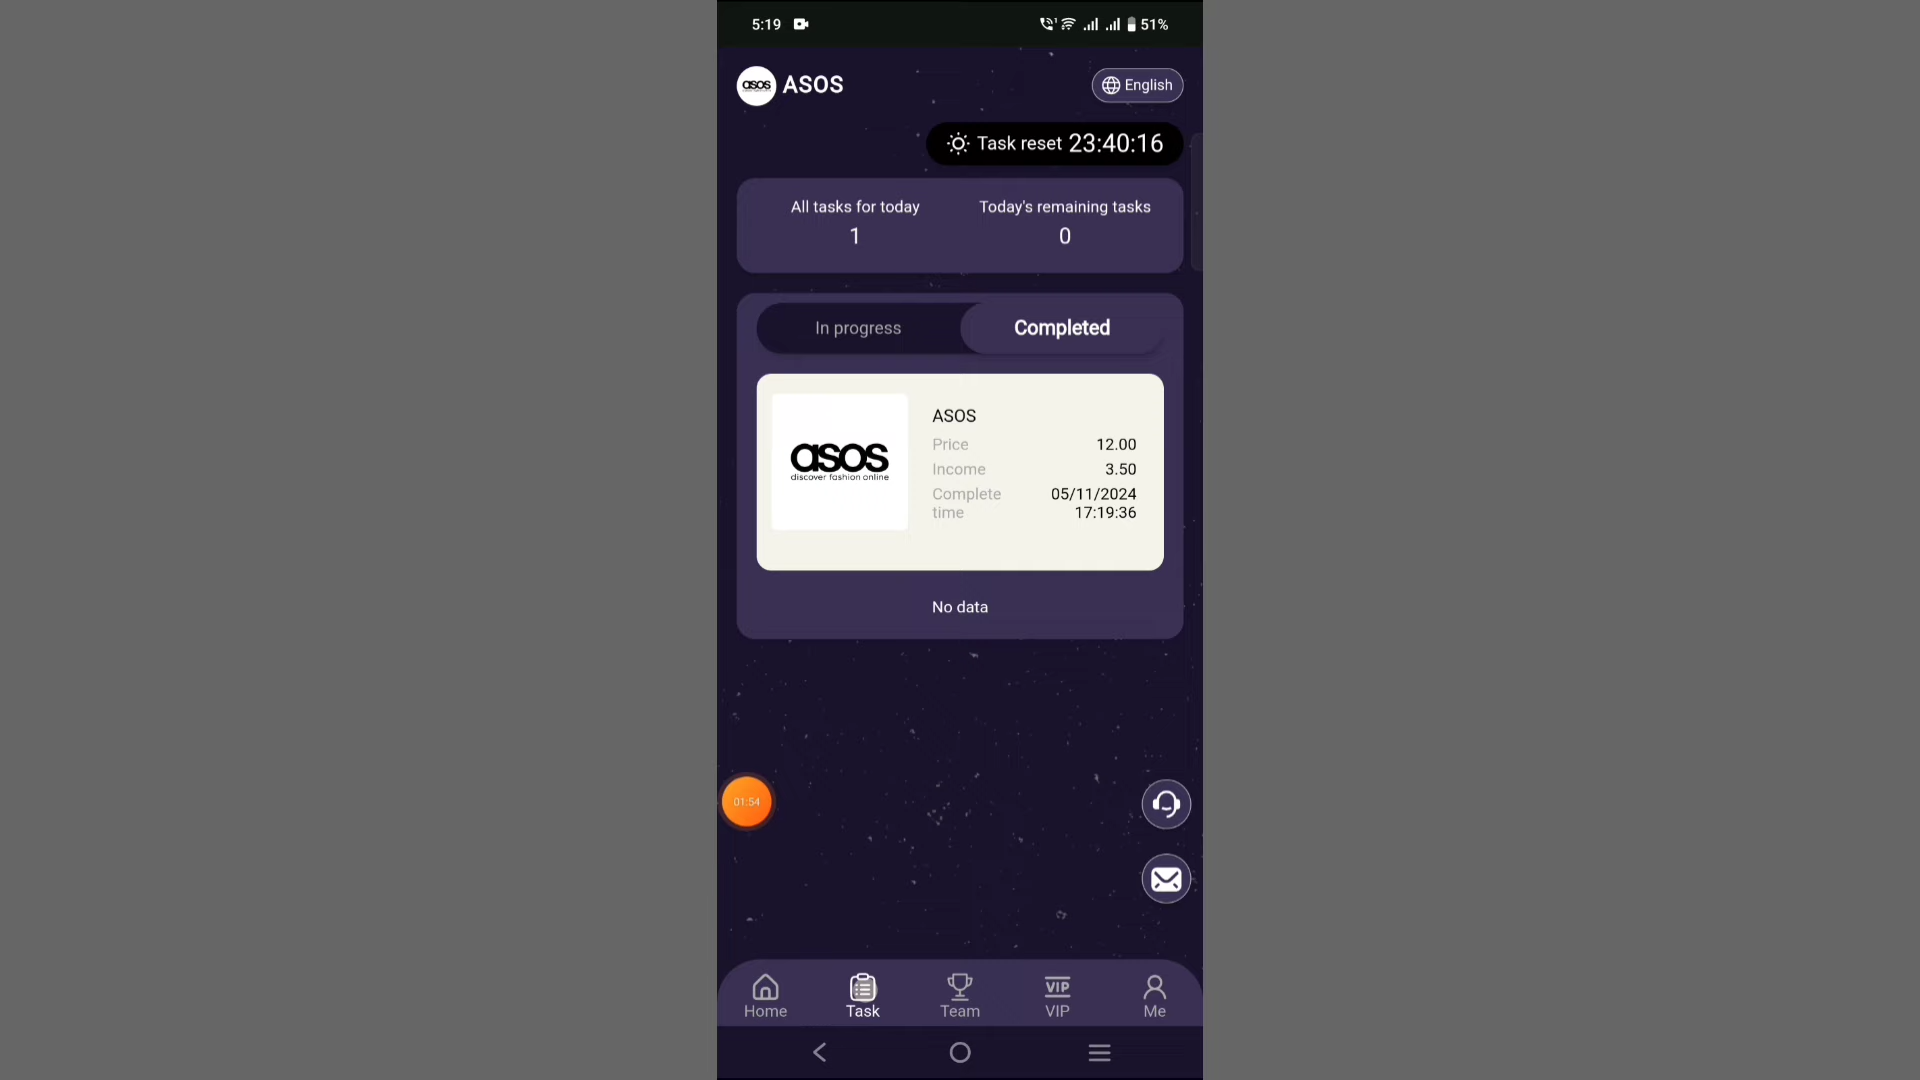 5:19 51%
asos ASOS English
Task reset 23:40:16
All tasks for today Today's remaining tasks
1 0
In progress Completed
asos
discover fashion online
ASOS
Price 12.00
Income 3.50
Complete 05/11/2024
time 17:19:36
No data
01:54
VIP
Home Task Team VIP Me